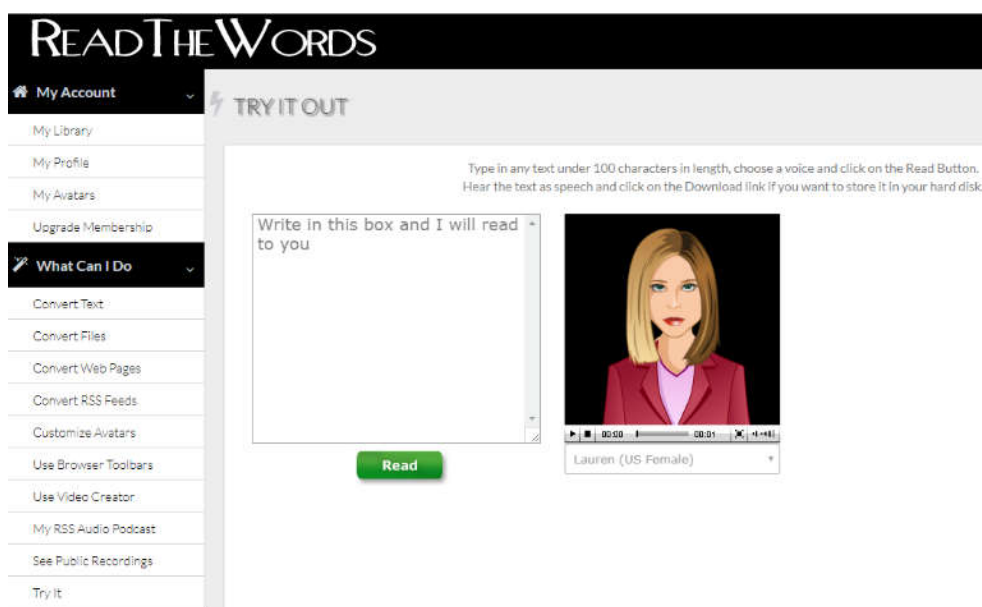 READTHEWORDS
My Account
My Library
My Profile
My Avatars
Upgrade Membership
What Can I Do
Convert Text
Convert Files
Convert Web Pages
Convert RSS Feeds
Customize Avatars
Use Browser Toolbars
Use Video Creator
My RSS Audio Podcast
See Public Recordings
Try It
TRY IT OUT
Type in any text under 100 characters in length, choose a voice and click on the Read Button.
Hear the text as speech and click on the Download link if you want to store it in your hard disk
Write in this box and I will read
to you
Read
00:00 00:01
Lauren (US Female)